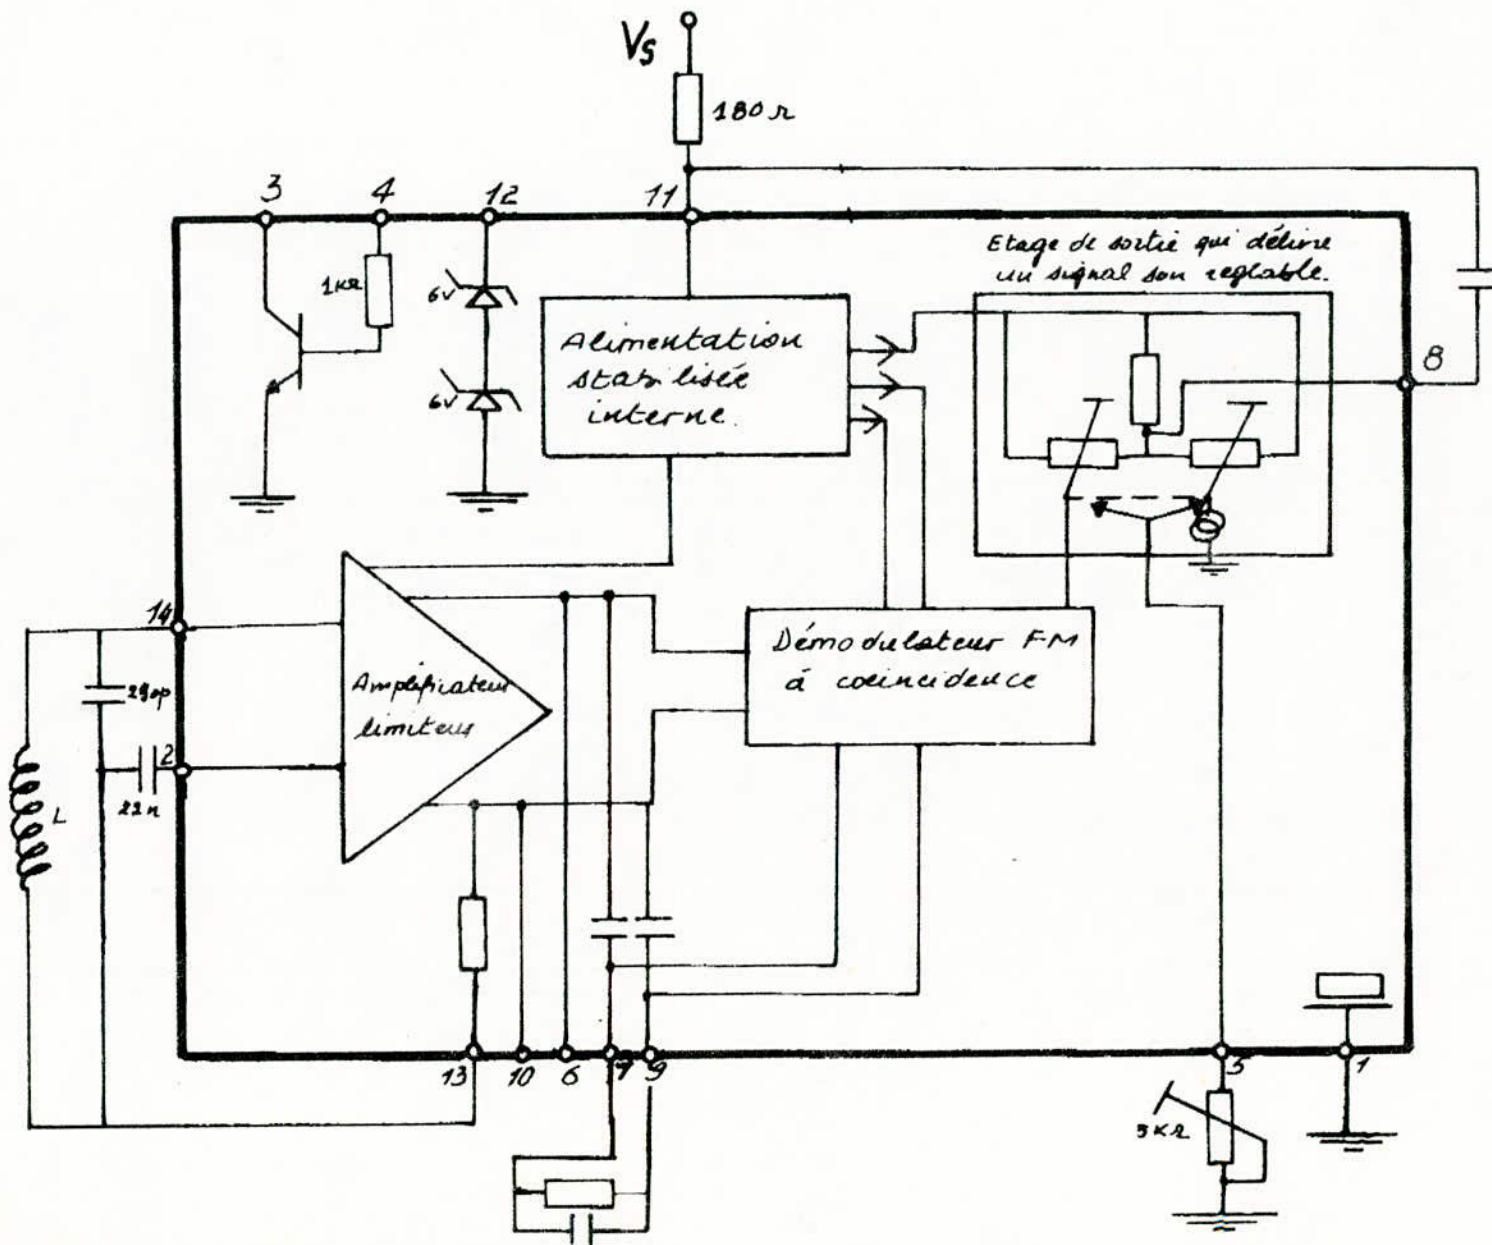 Vs
180 Ω
3
4
12
11
Etage de sortie qui délivre
un signal son reglable.
1KΩ
6V
6V
Alimentation
stabilisée
interne.
8
14
2
22n
L
Amplificateur
limiteur
Démodulateur FM
à coincidence
13
10
6
7
9
5
1
5KΩ